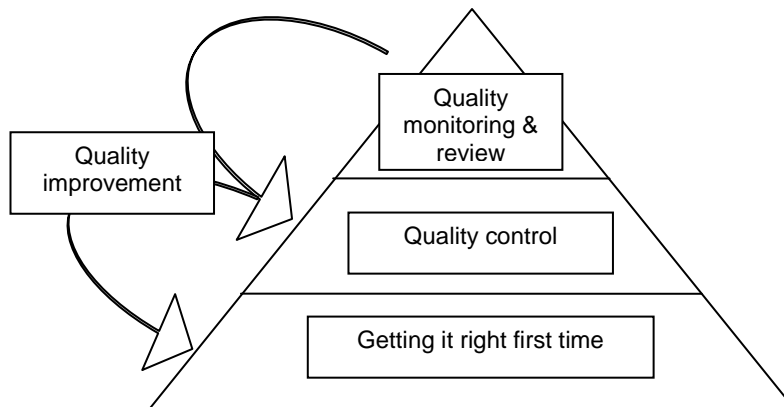 Quality
monitoring &
review
Quality
improvement
Quality control
Getting it right first time